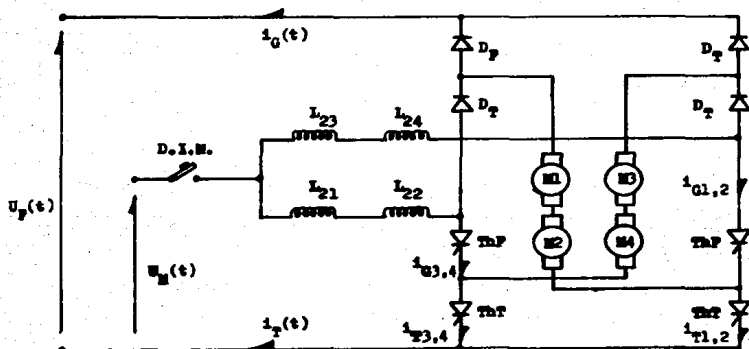 i_G(t)
D_F
D_T
D_T
D_T
L_23
L_24
D.I.M.
M1
M3
i_G1,2
U_F(t)
L_21
L_22
ThF
M2
M4
ThF
U_M(t)
i_G3,4
ThT
ThT
i_T(t)
i_T3,4
i_T1,2